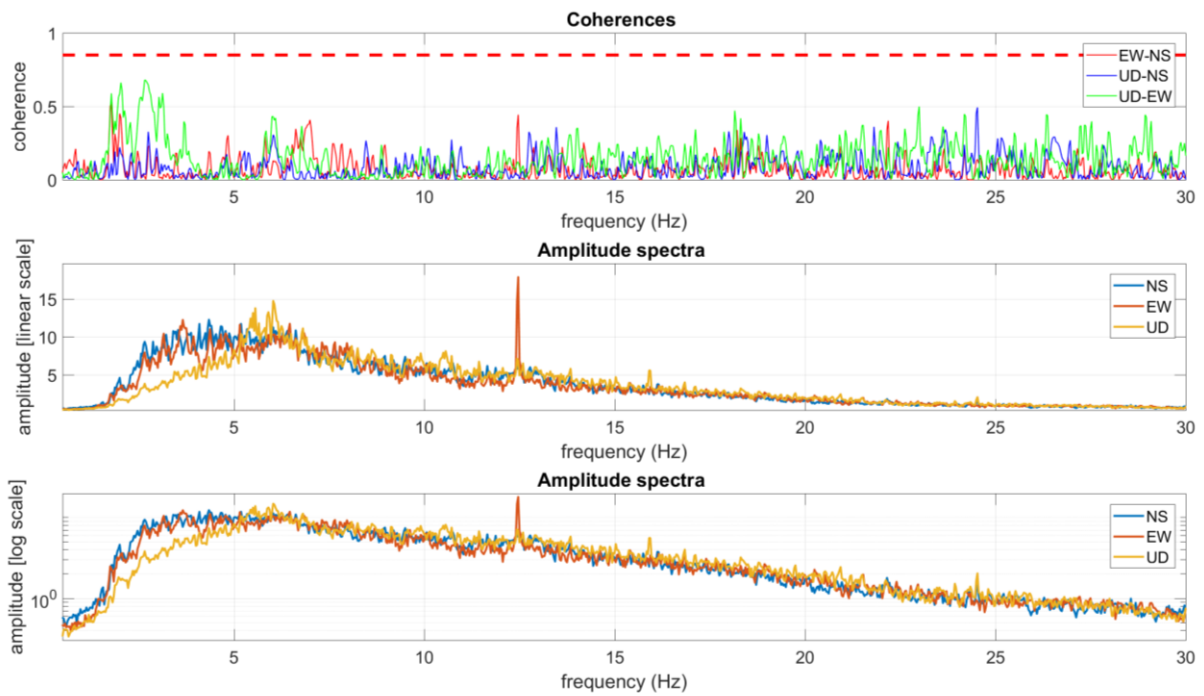 Coherences
1
0.5
0
coherence
EW-NS
UD-NS
UD-EW
5 10 15 20 25 30
frequency (Hz)
Amplitude spectra
15
10
5
amplitude [linear scale]
NS
EW
UD
5 10 15 20 25 30
frequency (Hz)
Amplitude spectra
10^0
amplitude [log scale]
NS
EW
UD
5 10 15 20 25 30
frequency (Hz)